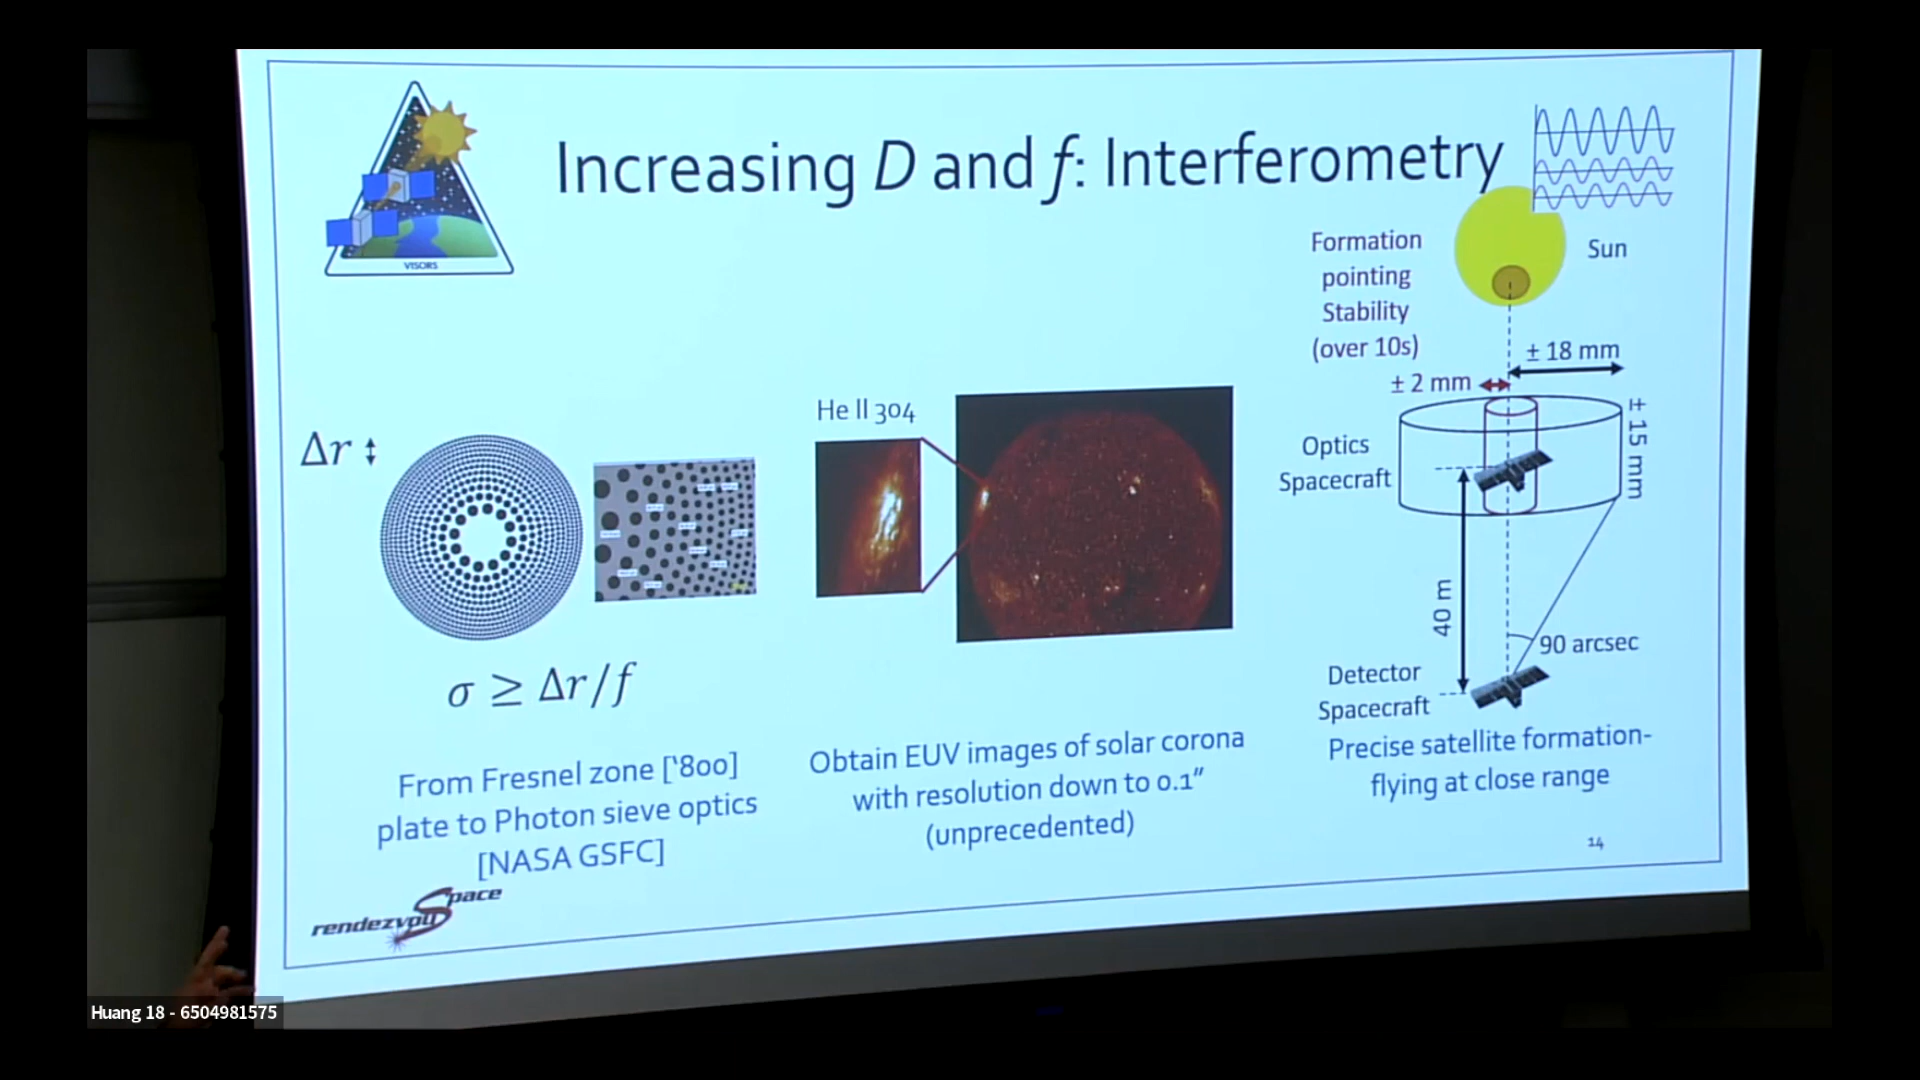 VISORS
Increasing D and f: Interferometry
Formation
pointing
Stability
(over 10s)
Sun
± 18 mm
± 2 mm
± 15 mm
Optics
Spacecraft
40 m
90 arcsec
Detector
Spacecraft
Precise satellite formation-
flying at close range
Δr
σ ≥ Δr/f
From Fresnel zone [‘800]
plate to Photon sieve optics
[NASA GSFC]
He II 304
Obtain EUV images of solar corona
with resolution down to 0.1”
(unprecedented)
14
rendezvous Space
Huang 18 - 6504981575